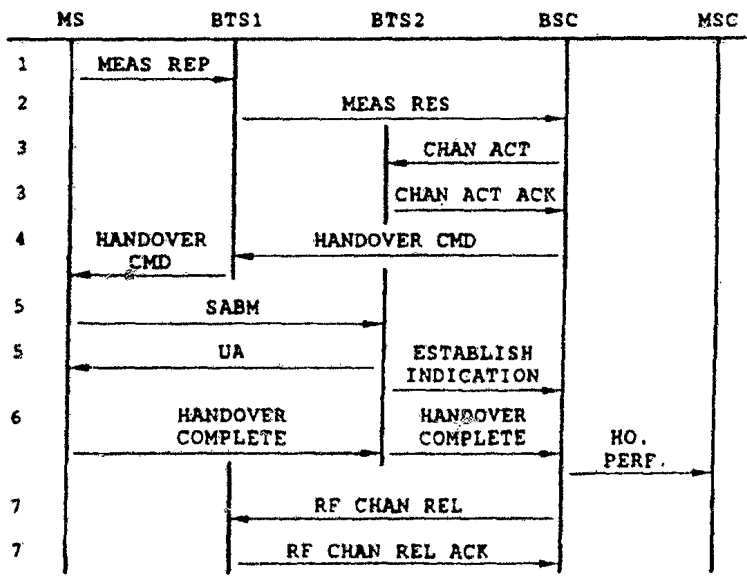 MS BTS1 BTS2 BSC MSC
1 MEAS REP
2 MEAS RES
3 CHAN ACT
3 CHAN ACT ACK
4 HANDOVER CMD HANDOVER CMD
5 SABM
5 UA ESTABLISH INDICATION
6 HANDOVER COMPLETE HANDOVER COMPLETE HO. PERF.
7 RF CHAN REL
7 RF CHAN REL ACK